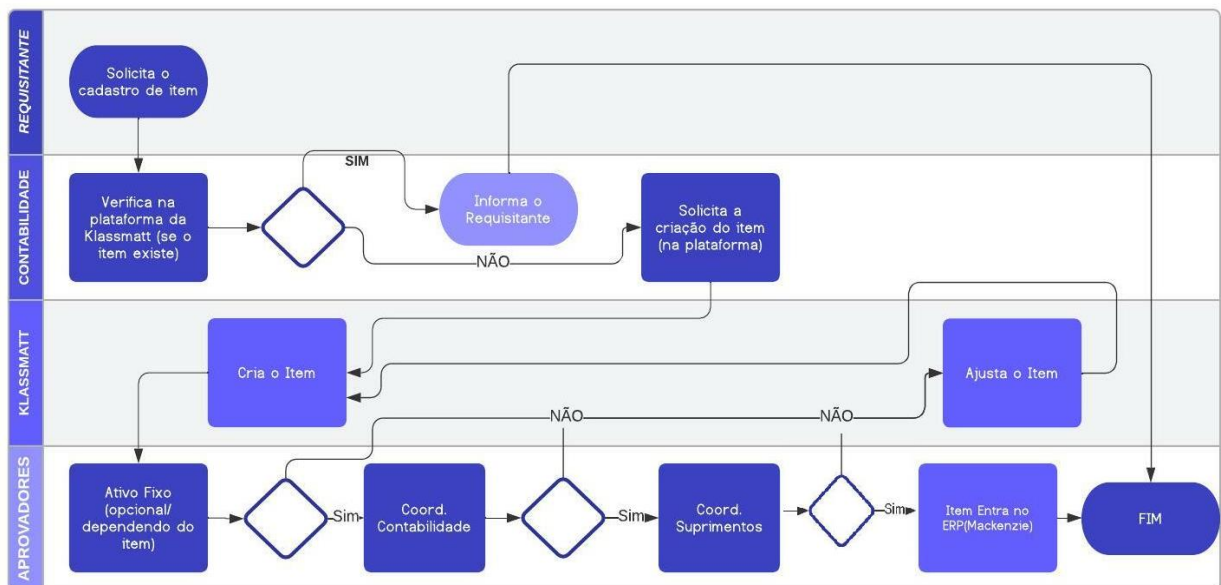 REQUISITANTE
Solicita o
cadastro de item
SIM
CONTABILIDADE
Verifica na
plataforma da
Klassmatt (se o
item existe)
Informa o
Requisitante
Solicita a
criação do item
(na plataforma)
NÃO
KLASSMATT
Cria o Item
Ajusta o Item
NÃO
NÃO
APROVADORES
Ativo Fixo
(opcional/
dependendo do
item)
Sim
Coord.
Contabilidade
Sim
Coord.
Suprimentos
Sim
Item Entra no
ERP(Mackenzie)
FIM